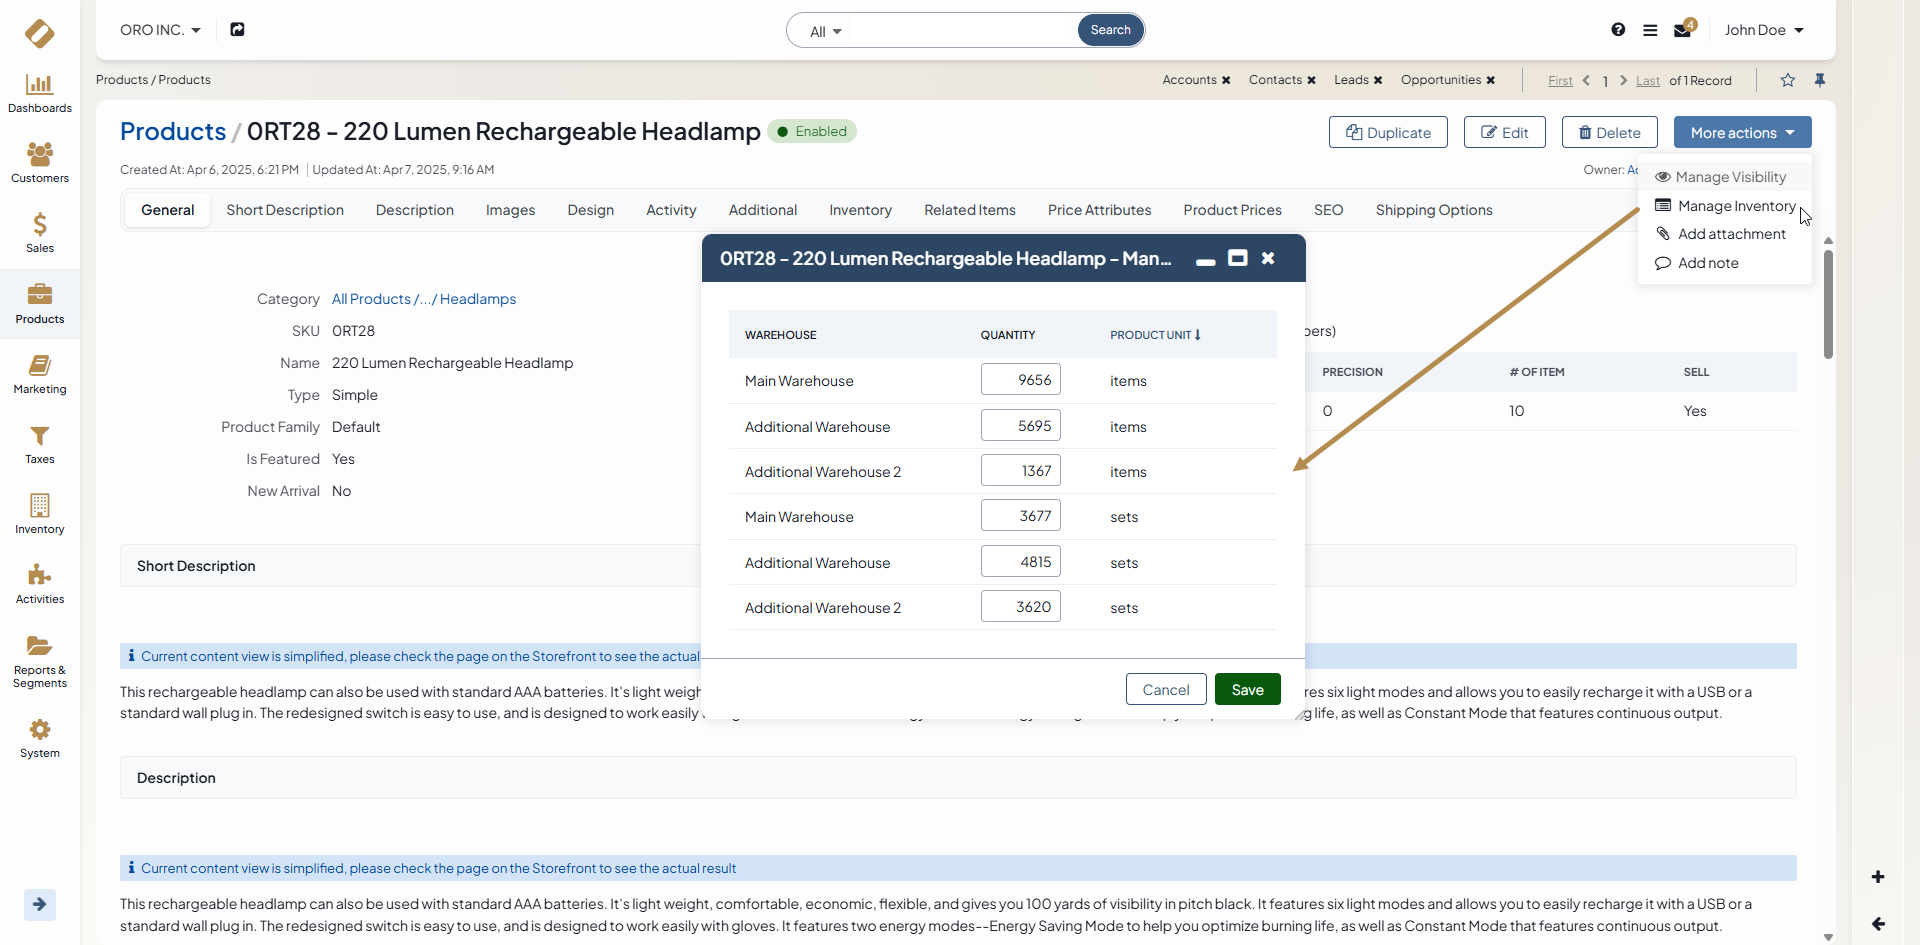 ORO INC.
All
Search
4
John Doe
Products / Products
Accounts
Contacts
Leads
Opportunities
First
1
Last
of 1 Record
Products / 0RT28 - 220 Lumen Rechargeable Headlamp
Enabled
Duplicate
Edit
Delete
More actions
Created At: Apr 6, 2025, 6:21 PM
Updated At: Apr 7, 2025, 9:16 AM
Owner:
Manage Visibility
Manage Inventory
Add attachment
Add note
Dashboards
Customers
Sales
Products
Marketing
Taxes
Inventory
Activities
Reports &
Segments
System
General
Short Description
Description
Images
Design
Activity
Additional
Inventory
Related Items
Price Attributes
Product Prices
SEO
Shipping Options
Category All Products /.../ Headlamps
SKU 0RT28
Name 220 Lumen Rechargeable Headlamp
Type Simple
Product Family Default
Is Featured Yes
New Arrival No
PRECISION # OF ITEM SELL
0 10 Yes
0RT28 - 220 Lumen Rechargeable Headlamp - Man...
WAREHOUSE QUANTITY PRODUCT UNIT
Main Warehouse 9656 items
Additional Warehouse 5695 items
Additional Warehouse 2 1367 items
Main Warehouse 3677 sets
Additional Warehouse 4815 sets
Additional Warehouse 2 3620 sets
Cancel
Save
Short Description
Current content view is simplified, please check the page on the Storefront to see the actual
This rechargeable headlamp can also be used with standard AAA batteries. It's light six light modes and allows you to easily recharge it with a USB or a
standard wall plug in. The redesigned switch is easy to use, and is designed to work easily life, as well as Constant Mode that features continuous output.
Description
Current content view is simplified, please check the page on the Storefront to see the actual result
This rechargeable headlamp can also be used with standard AAA batteries. It's light weight, comfortable, economic, flexible, and gives you 100 yards of visibility in pitch black. It features six light modes and allows you to easily recharge it with a USB or a
standard wall plug in. The redesigned switch is easy to use, and is designed to work easily with gloves. It features two energy modes--Energy Saving Mode to help you optimize burning life, as well as Constant Mode that features continuous output.